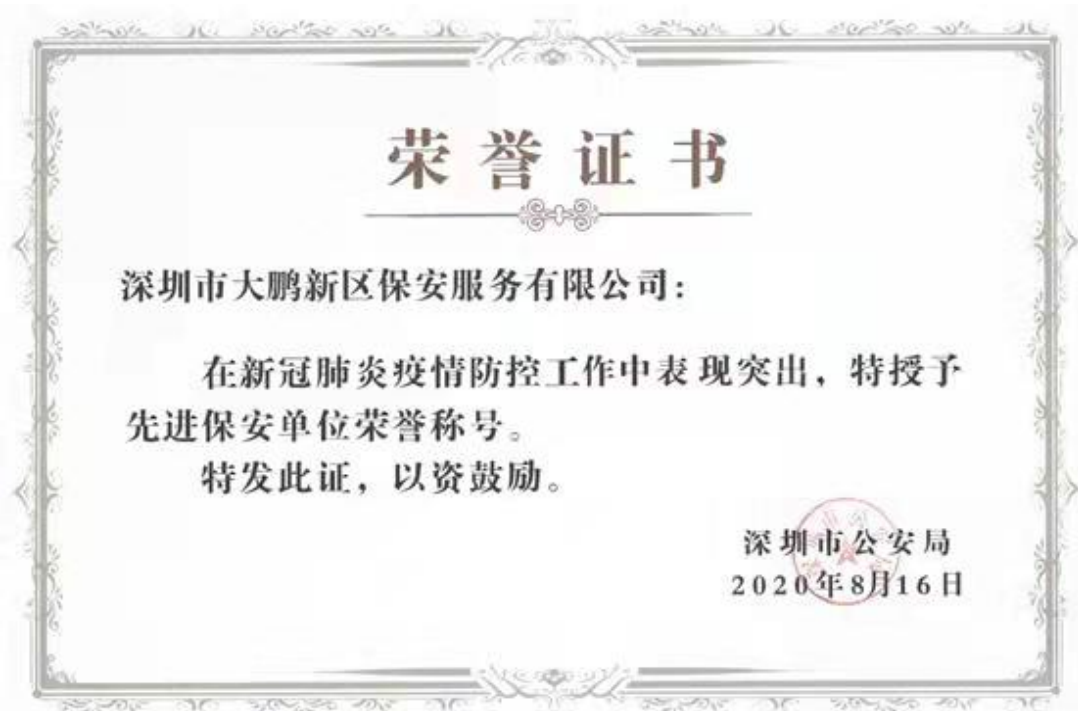 荣誉证书
深圳市大鹏新区保安服务有限公司：
在新冠肺炎疫情防控工作中表现突出，特授予
先进保安单位荣誉称号。
特发此证，以资鼓励。
深圳市公安局
2020年8月16日